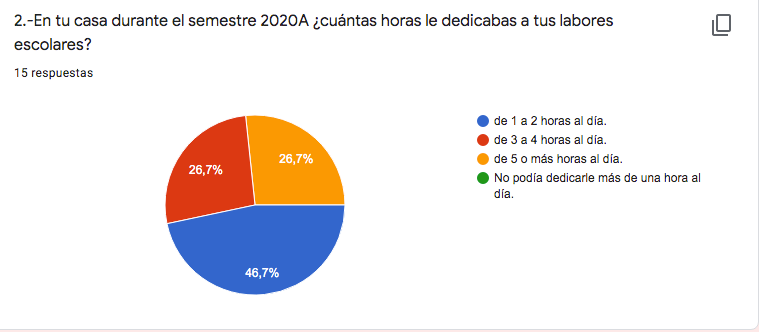 2.-En tu casa durante el semestre 2020A ¿cuántas horas le dedicabas a tus labores
escolares?
15 respuestas
26,7%
26,7%
46,7%
de 1 a 2 horas al día.
de 3 a 4 horas al día.
de 5 o más horas al día.
No podía dedicarle más de una hora al
día.